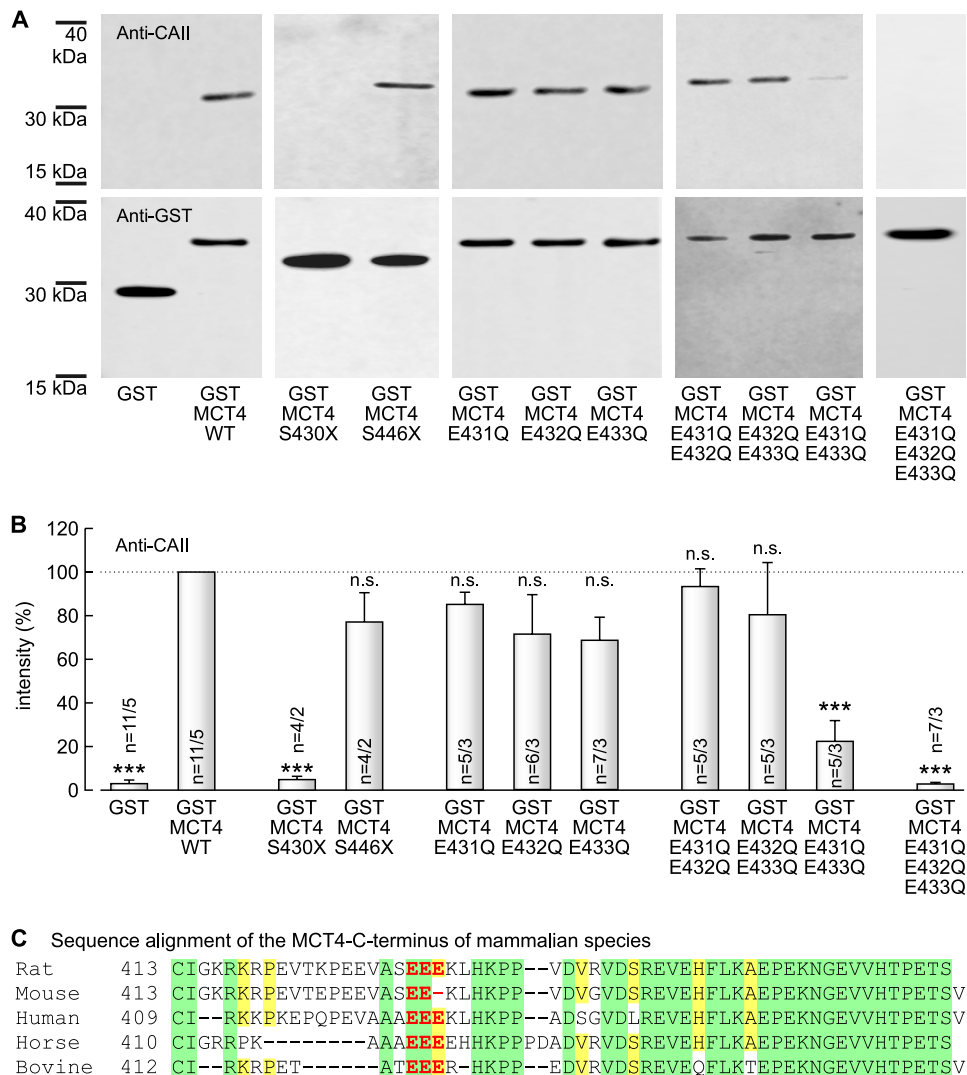 A
40 kDa
30 kDa
15 kDa
Anti-CAII
40 kDa
30 kDa
15 kDa
Anti-GST
GST
GST MCT4 WT
GST MCT4 S430X
GST MCT4 S446X
GST MCT4 E431Q
GST MCT4 E432Q
GST MCT4 E433Q
GST MCT4 E431Q E432Q
GST MCT4 E432Q E433Q
GST MCT4 E431Q E433Q
GST MCT4 E431Q E432Q E433Q
B
intensity (%)
120
100
80
60
40
20
0
Anti-CAII
*** n=11/5
n=11/5
*** n=4/2
n.s. n=4/2
n.s. n=5/3
n.s. n=6/3
n.s. n=7/3
n.s. n=5/3
n.s. n=5/3
*** n=5/3
*** n=7/3
GST
GST MCT4 WT
GST MCT4 S430X
GST MCT4 S446X
GST MCT4 E431Q
GST MCT4 E432Q
GST MCT4 E433Q
GST MCT4 E431Q E432Q
GST MCT4 E432Q E433Q
GST MCT4 E431Q E433Q
GST MCT4 E431Q E432Q E433Q
C Sequence alignment of the MCT4-C-terminus of mammalian species
Rat 413 CIGKRKRPEVTKPEEVASEEEKLHKPP--VDVRVDSREVEHFLKAEPEKNGEVVHTPETS
Mouse 413 CIGKRKRPEVTEPEEVASEE-KLHKPP--VDVGVDSREVEHFLKAEPEKNGEVVHTPETSV
Human 409 CI--RKKPKEPQPEVAAAEEEKLHKPP--ADSGVDLREVEHFLKAEPEKNGEVVHTPETSV
Horse 410 CIGRRPK--------AAAEEEEHHKPPPDADVRVDSREVEHFLKAEPEKNGEVVHTPETSV
Bovine 412 CI--RKRPET------ATEEER-HKPP--EDVRVDSREVEQFLKTEPEKNGEVVHTPETSV